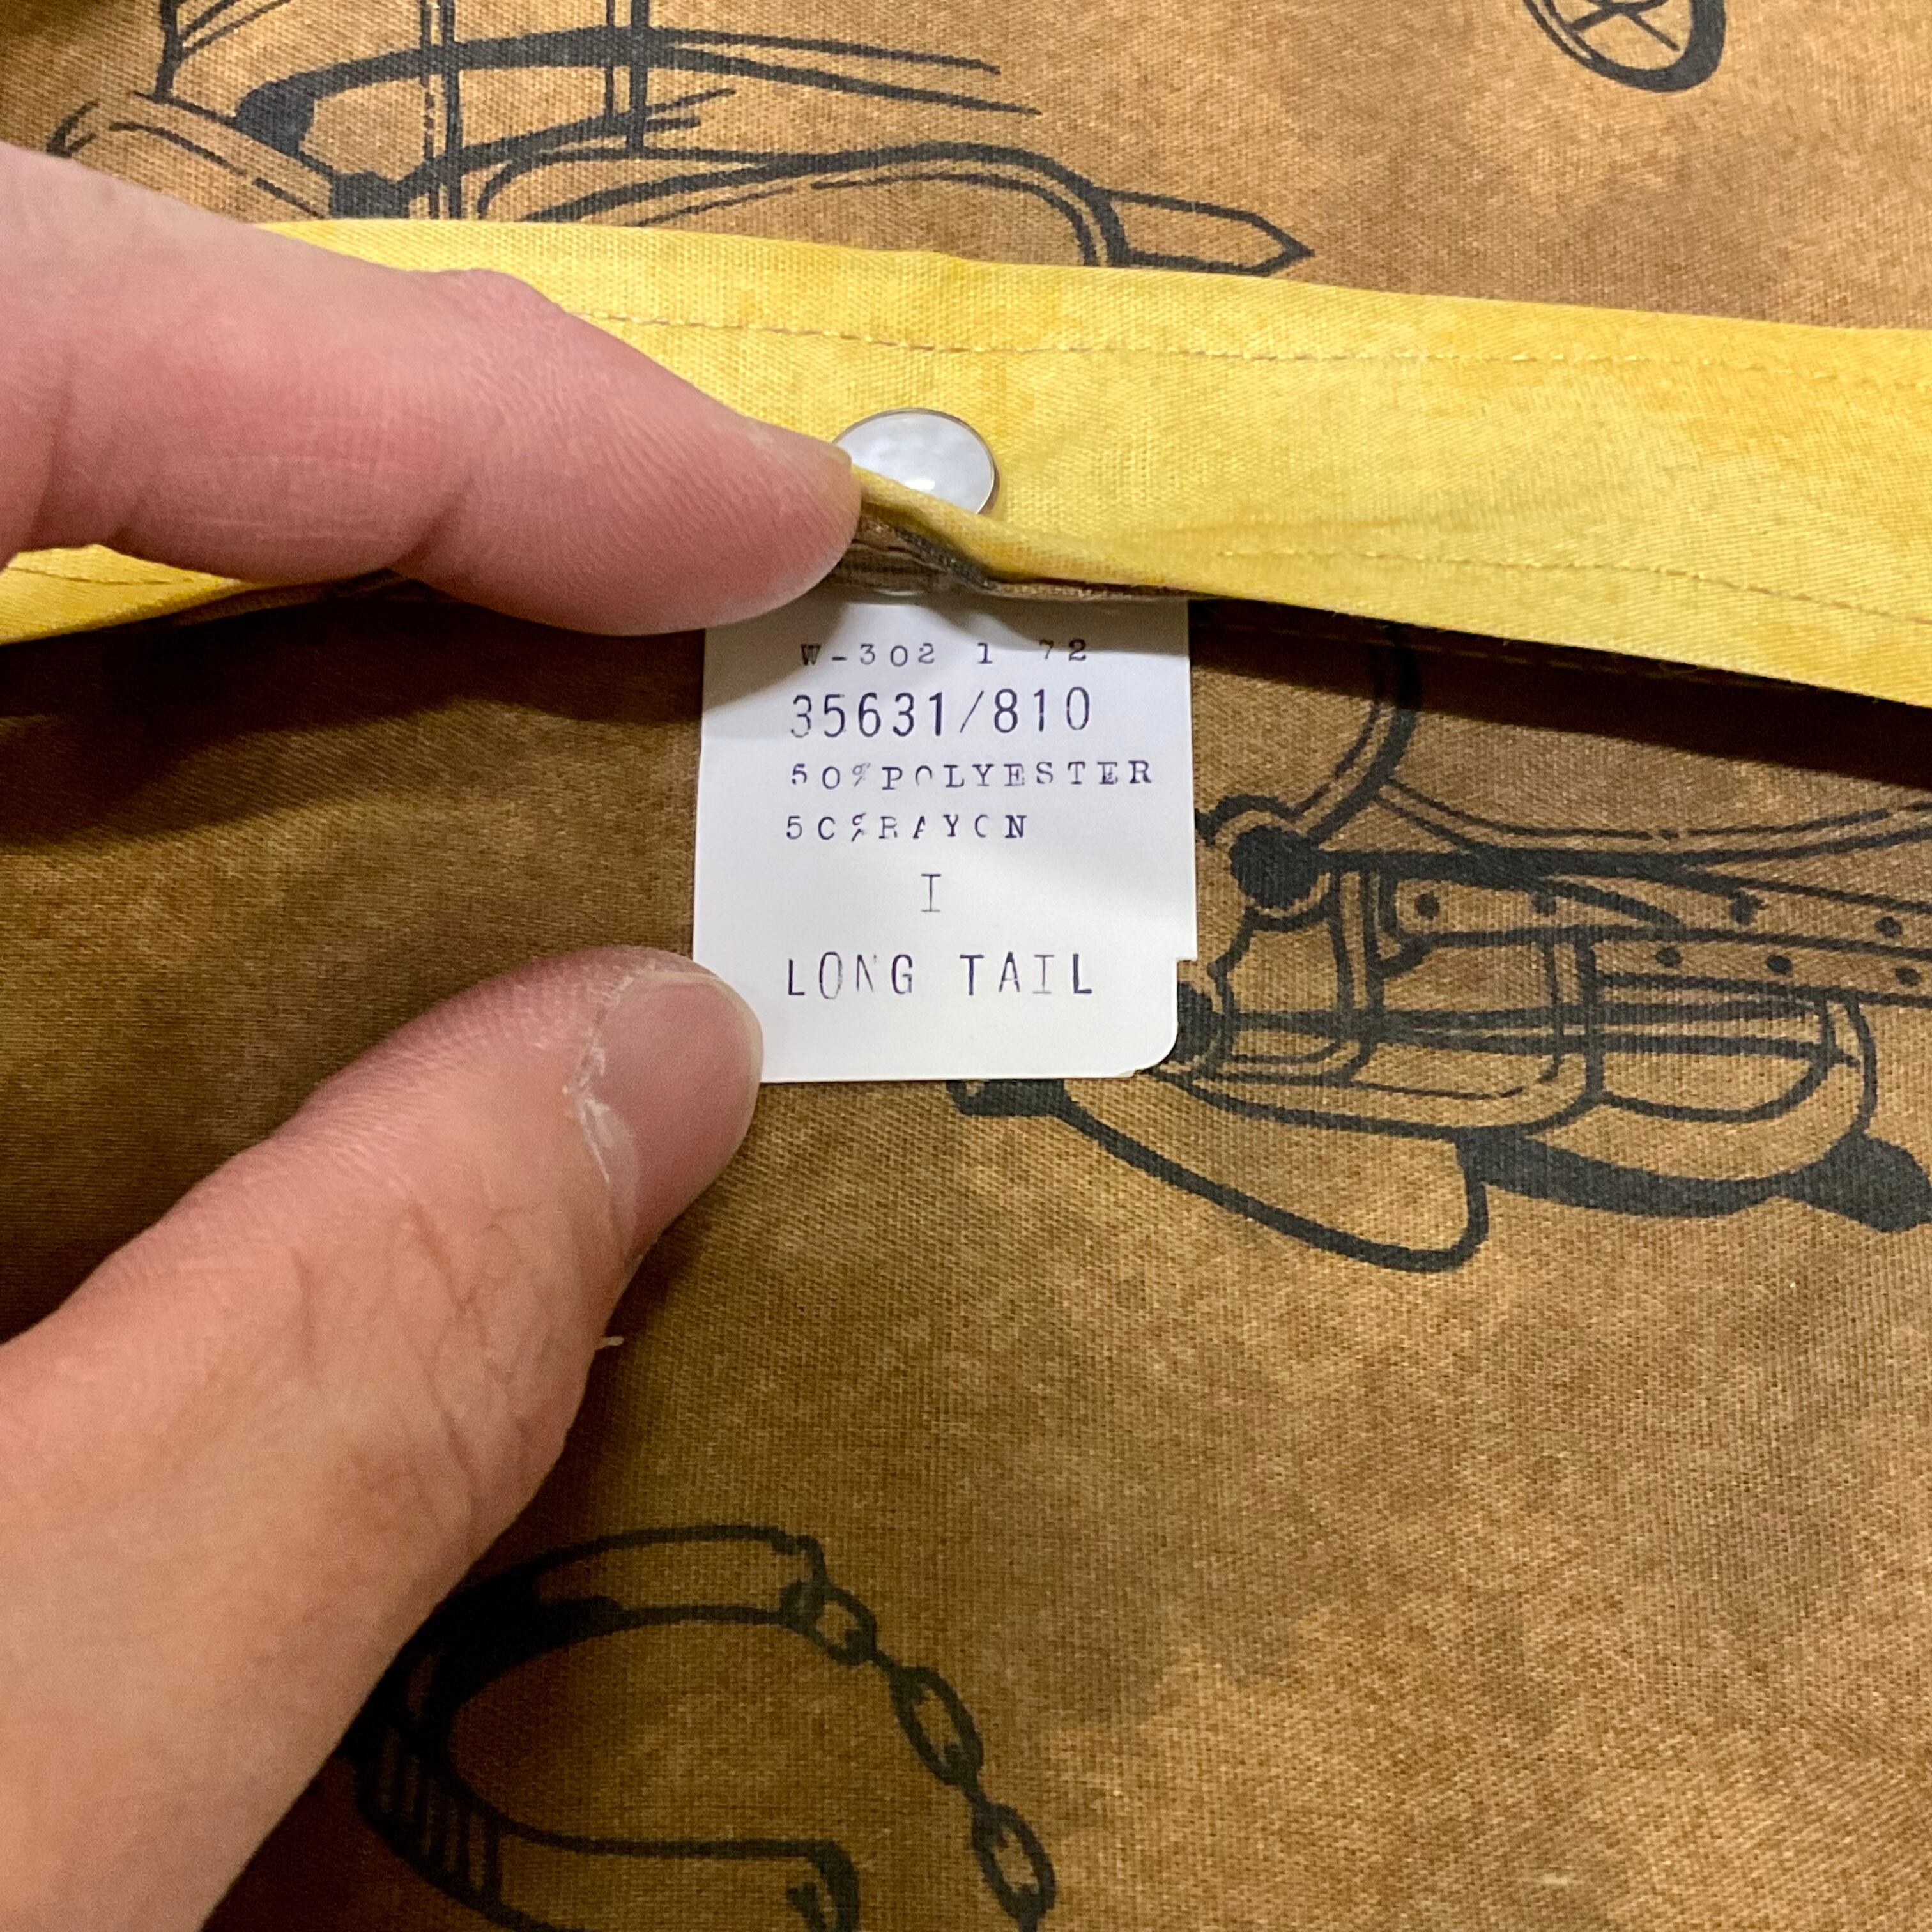 W-302 1 72
35631/810
50%POLYESTER
50%RAYON
I
LONG TAIL